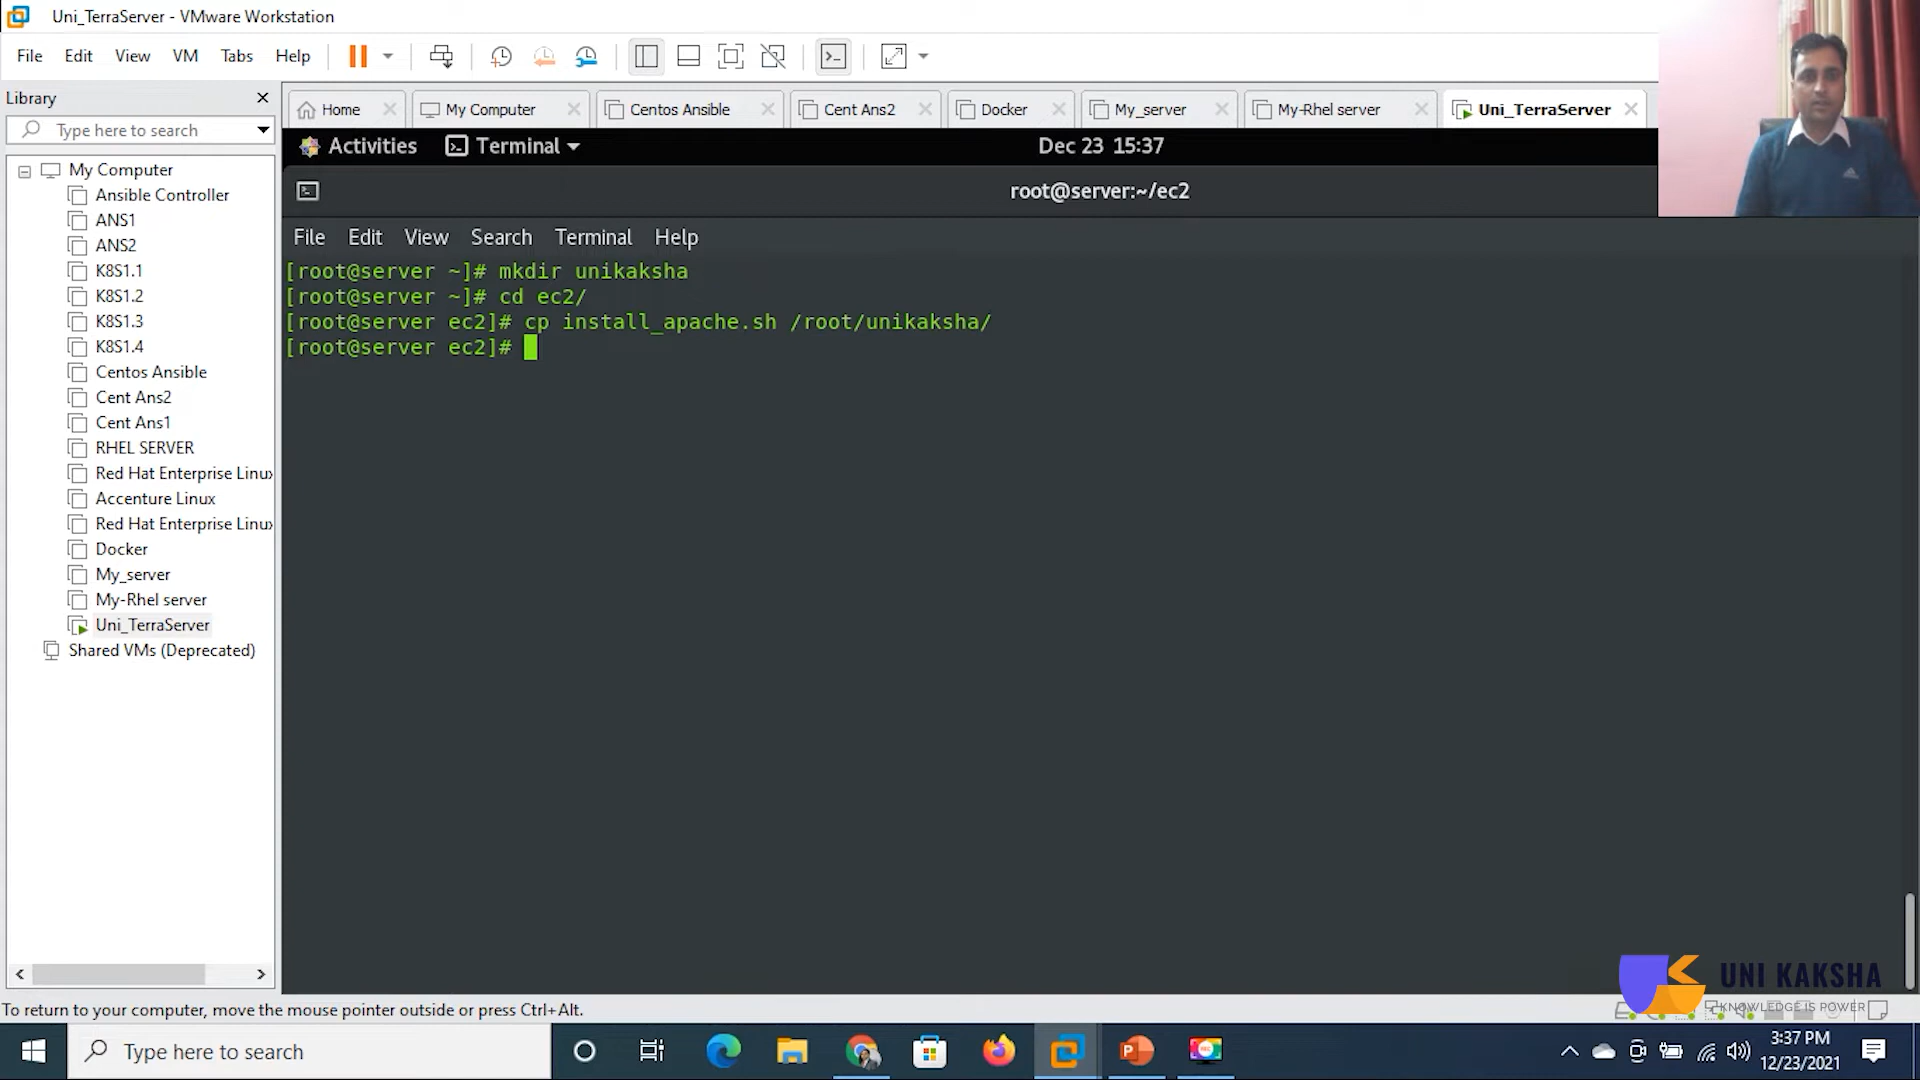 Uni_TerraServer - VMware Workstation
File Edit View VM Tabs Help
Library
Type here to search
Home
My Computer
Centos Ansible
Cent Ans2
Docker
My_server
My-Rhel server
Uni_TerraServer
My Computer
Ansible Controller
ANS1
ANS2
K8S1.1
K8S1.2
K8S1.3
K8S1.4
Centos Ansible
Cent Ans2
Cent Ans1
RHEL SERVER
Red Hat Enterprise Linux
Accenture Linux
Red Hat Enterprise Linux
Docker
My_server
My-Rhel server
Uni_TerraServer
Shared VMs (Deprecated)
Activities Terminal Dec 23 15:37
root@server:~/ec2
File Edit View Search Terminal Help
[root@server ~]# mkdir unikaksha
[root@server ~]# cd ec2/
[root@server ec2]# cp install_apache.sh /root/unikaksha/
[root@server ec2]#
UNI KAKSHA
KNOWLEDGE IS POWER
To return to your computer, move the mouse pointer outside or press Ctrl+Alt.
Type here to search
3:37 PM
12/23/2021